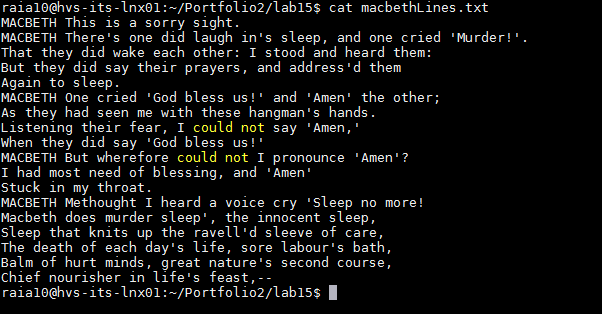 raia10@hvs-its-lnx01:~/Portfolio2/lab15$ cat macbethLines.txt
MACBETH This is a sorry sight.
MACBETH There's one did laugh in's sleep, and one cried 'Murder!'.
That they did wake each other: I stood and heard them:
But they did say their prayers, and address'd them
Again to sleep.
MACBETH One cried 'God bless us!' and 'Amen' the other;
As they had seen me with these hangman's hands.
Listening their fear, I could not say 'Amen,'
When they did say 'God bless us!'
MACBETH But wherefore could not I pronounce 'Amen'?
I had most need of blessing, and 'Amen'
Stuck in my throat.
MACBETH Methought I heard a voice cry 'Sleep no more!
Macbeth does murder sleep', the innocent sleep,
Sleep that knits up the ravell'd sleeve of care,
The death of each day's life, sore labour's bath,
Balm of hurt minds, great nature's second course,
Chief nourisher in life's feast,--
raia10@hvs-its-lnx01:~/Portfolio2/lab15$